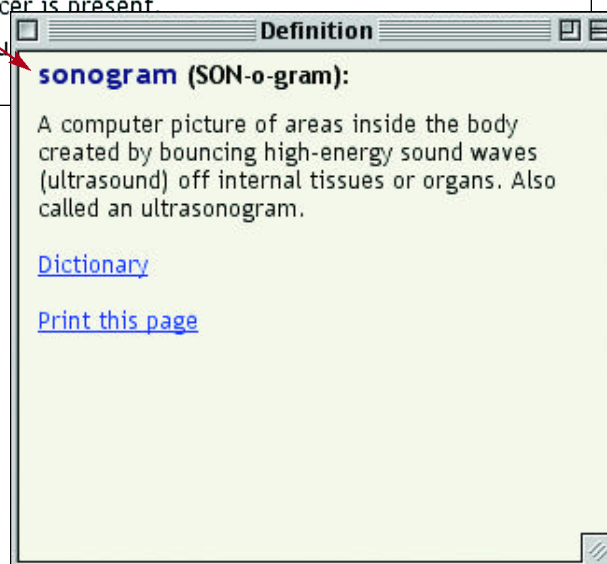 is present.
Definition
sonogram (SON-o-gram):
A computer picture of areas inside the body
created by bouncing high-energy sound waves
(ultrasound) off internal tissues or organs. Also
called an ultrasonogram.
Dictionary
Print this page